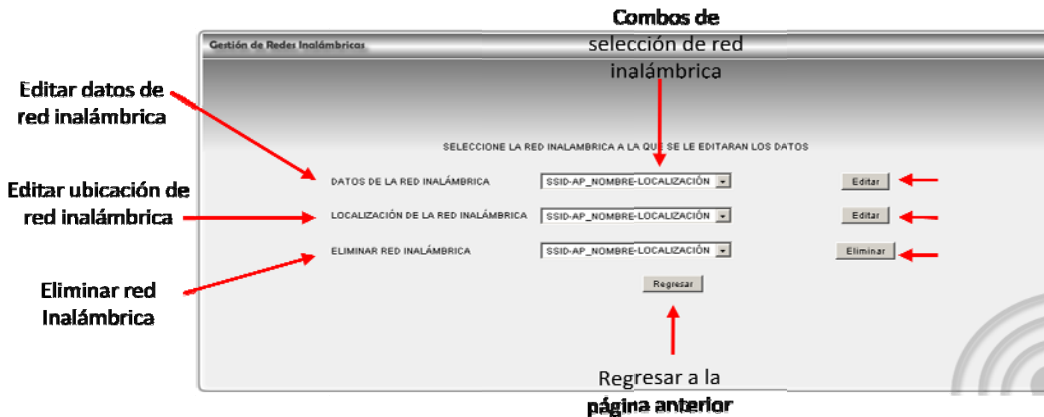 Combos de
selección de red
inalámbrica
Gestión de Redes Inalámbricas
Editar datos de
red inalámbrica
SELECCIONE LA RED INALAMBRICA A LA QUE SE LE EDITARAN LOS DATOS
DATOS DE LA RED INALÁMBRICA SSID-AP_NOMBRE-LOCALIZACIÓN Editar
Editar ubicación de
red inalámbrica
LOCALIZACIÓN DE LA RED INALÁMBRICA SSID-AP_NOMBRE-LOCALIZACIÓN Editar
ELIMINAR RED INALÁMBRICA SSID-AP_NOMBRE-LOCALIZACIÓN Eliminar
Eliminar red
Inalámbrica
Regresar
Regresar a la
página anterior